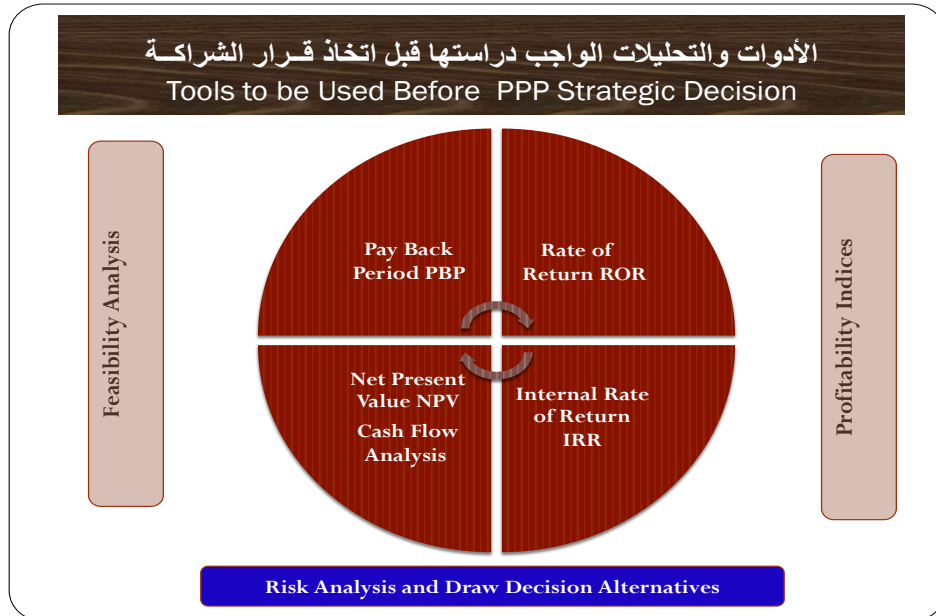 الأدوات والتحليلات الواجب دراستها قبل اتخاذ قرار الشراكة
Tools to be Used Before PPP Strategic Decision
Feasibility Analysis
Pay Back
Period PBP
Rate of
Return ROR
Net Present
Value NPV
Cash Flow
Analysis
Internal Rate
of Return
IRR
Profitability Indices
Risk Analysis and Draw Decision Alternatives